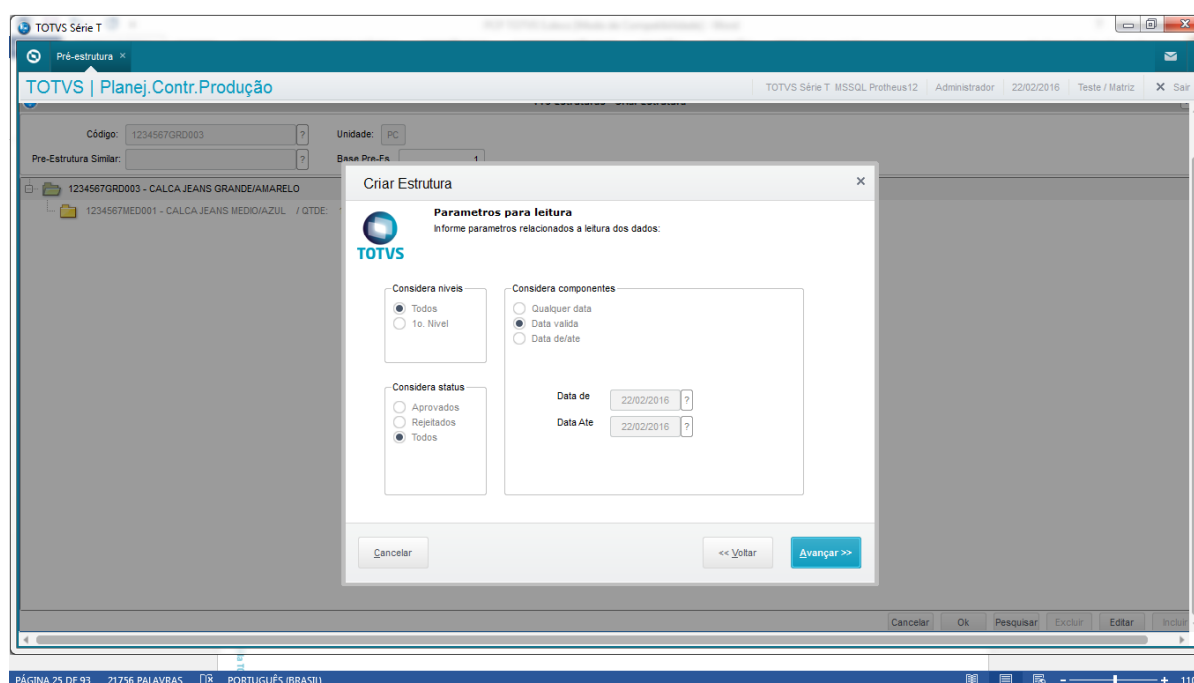 TOTVS Série T
Pré-estrutura ×
TOTVS | Planej.Contr.Produção
TOTVS Série T MSSQL Protheus12 Administrador 22/02/2016 Teste / Matriz Sair
Código: 1234567GRD003 ? Unidade: PC
Pre-Estrutura Similar: ? Base Pre-Es 1
1234567GRD003 - CALCA JEANS GRANDE/AMARELO
1234567MED001 - CALCA JEANS MEDIO/AZUL / QTDE:
Criar Estrutura
TOTVS
Parametros para leitura
Informe parametros relacionados a leitura dos dados:
Considera niveis
Todos
1o. Nivel
Considera componentes
Qualquer data
Data valida
Data de/ate
Considera status
Aprovados
Rejeitados
Todos
Data de 22/02/2016 ?
Data Ate 22/02/2016 ?
Cancelar << Voltar Avançar >>
Cancelar Ok Pesquisar Excluir Editar Incluir
PÁGINA 25 DE 93 21756 PALAVRAS PORTUGUÊS (BRASIL)